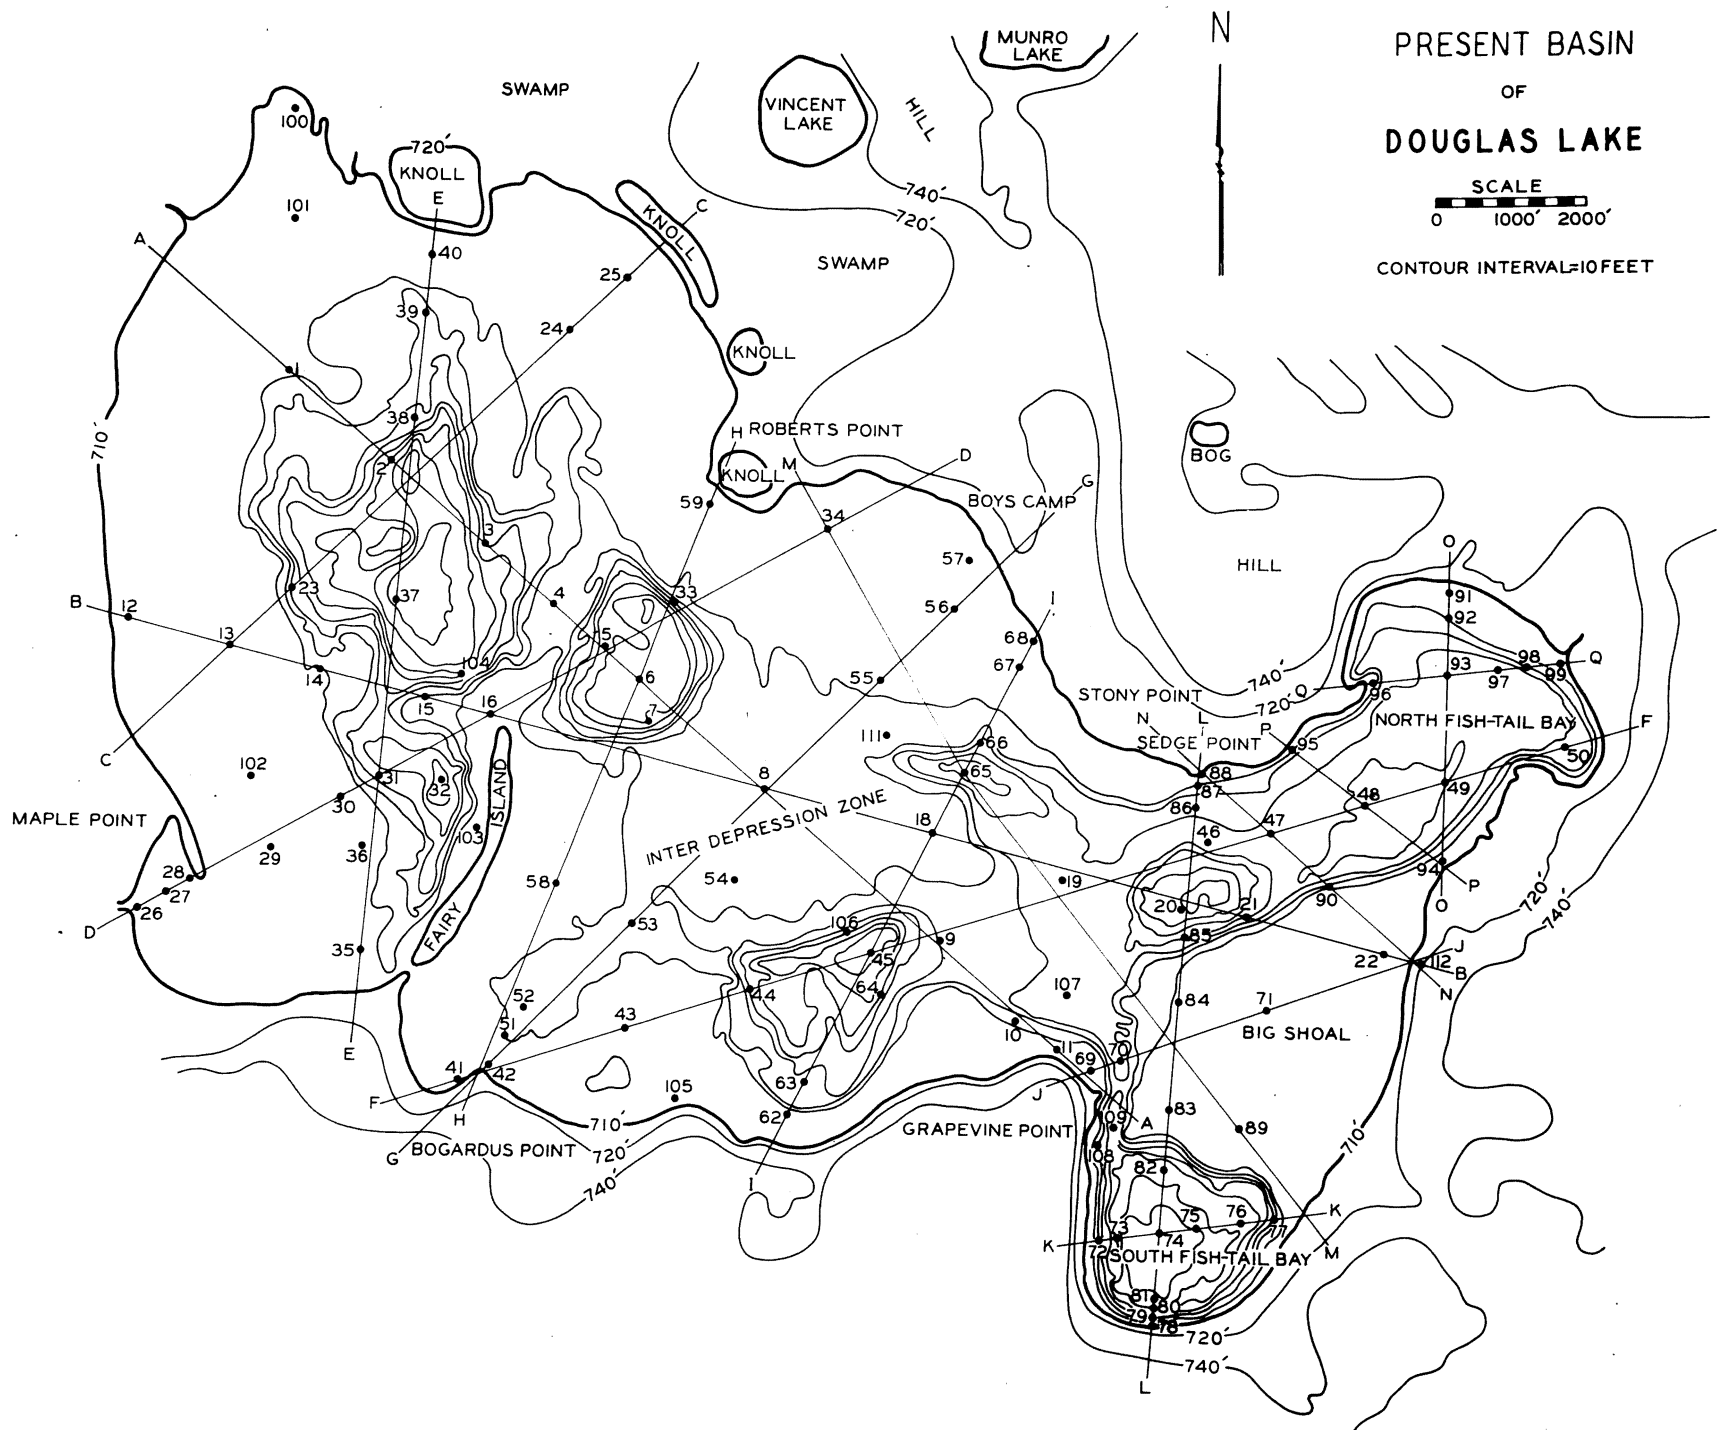 PRESENT BASIN
OF
DOUGLAS LAKE
SCALE
0 1000′ 2000′
CONTOUR INTERVAL=10 FEET
N
MUNRO
LAKE
VINCENT
LAKE
HILL
SWAMP
720′
KNOLL
E
100
101
A
40
KNOLL
C
740′
720′
SWAMP
25
39
24
KNOLL
1
710′
38
H
ROBERTS POINT
M
KNOLL
D
BOYS CAMP
G
BOG
2
59
34
3
57
HILL
O
B
12
23
37
4
33
56
I
91
92
13
5
68
14
104
6
55
67
740′
720′
Q
96
93
97
98
99
Q
15
16
7
STONY POINT
N
L
P
NORTH FISH-TAIL BAY
F
C
111
66
SEDGE POINT
95
50
102
31
32
ISLAND
8
65
88
87
30
INTER DEPRESSION ZONE
86
48
49
MAPLE POINT
103
18
46
47
29
36
28
27
26
D
58
54
19
94
P
90
O
20
21
720′
740′
FAIRY
53
106
9
85
35
45
22
J
112
B
N
44
64
107
84
71
BIG SHOAL
52
51
43
10
E
11
70
69
41
42
63
F
H
105
62
J
83
710′
GRAPEVINE POINT
109
A
89
710′
G
BOGARDUS POINT
720′
108
82
740′
I
73
75
76
77
K
K
72
74
M
SOUTH FISH-TAIL BAY
81
80
79
78
720′
740′
L